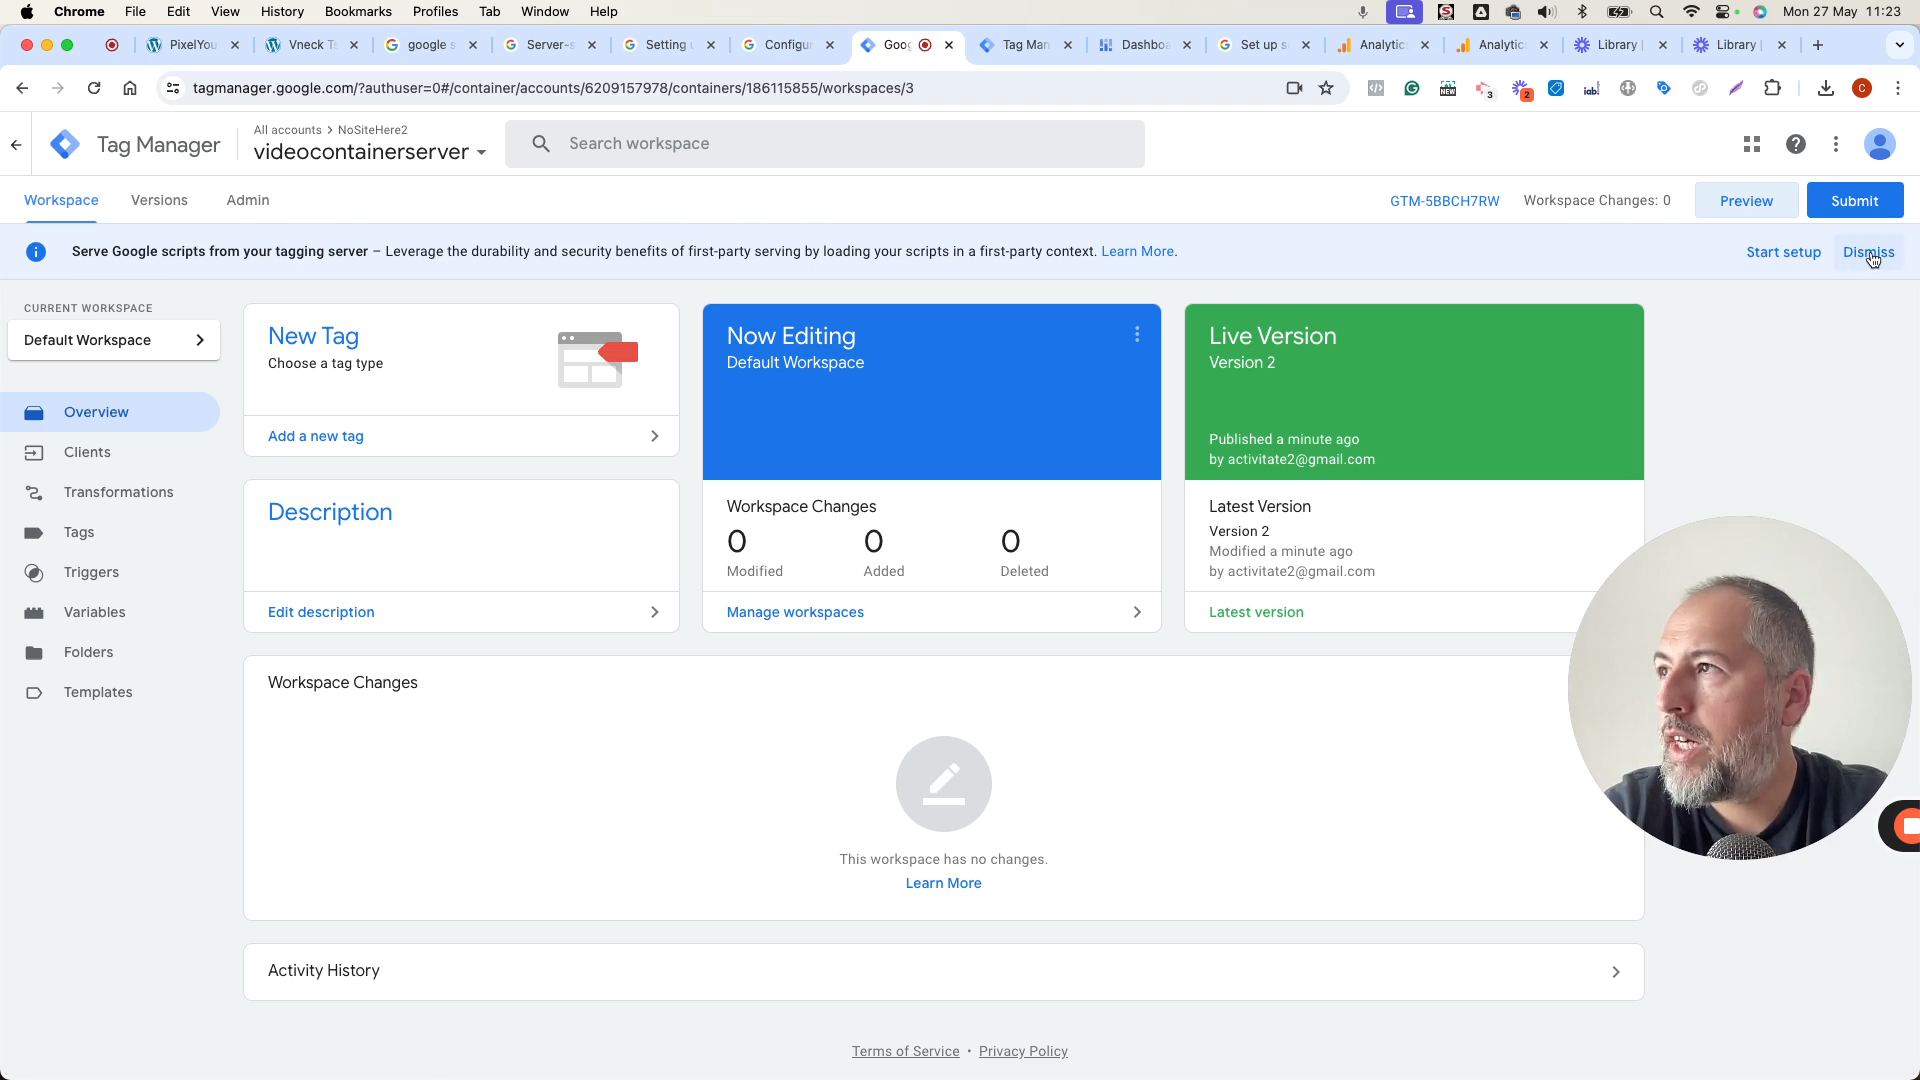 Chrome File Edit View History Bookmarks Profiles Tab Window Help
Mon 27 May 11:23
PixelYou
Vneck T
google s
Server-s
Setting
Configur
Goog
Tag Man
Dashboa
Set up s
Analytic
Analytic
Library
Library
tagmanager.google.com/?authuser=0#/container/accounts/6209157978/containers/186115855/workspaces/3
NEW
3
2
iab!
C
Tag Manager
All accounts > NoSiteHere2
videocontainerserver
Search workspace
Workspace Versions Admin
GTM-5BBCH7RW Workspace Changes: 0 Preview Submit
Serve Google scripts from your tagging server – Leverage the durability and security benefits of first-party serving by loading your scripts in a first-party context. Learn More.
Start setup Dismiss
CURRENT WORKSPACE
Default Workspace
Overview
Clients
Transformations
Tags
Triggers
Variables
Folders
Templates
New Tag
Choose a tag type
Add a new tag
Description
Edit description
Now Editing
Default Workspace
Workspace Changes
0 0 0
Modified Added Deleted
Manage workspaces
Live Version
Version 2
Published a minute ago
by activitate2@gmail.com
Latest Version
Version 2
Modified a minute ago
by activitate2@gmail.com
Latest version
Workspace Changes
This workspace has no changes.
Learn More
Activity History
Terms of Service • Privacy Policy